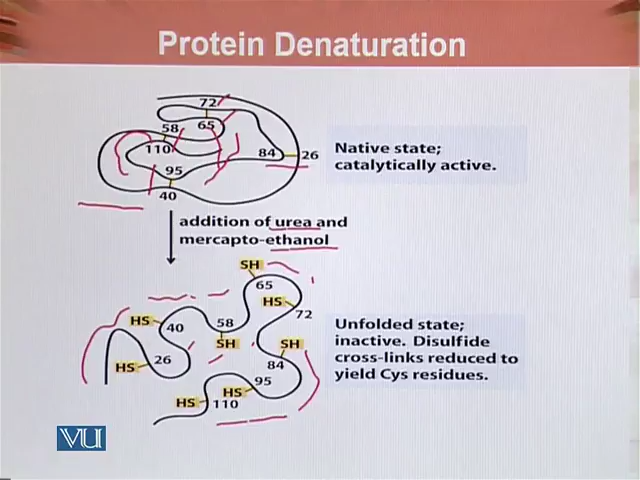 Protein Denaturation
72
58
65
110
84
26
95
40
Native state;
catalytically active.
addition of urea and
mercapto-ethanol
SH
65
HS
72
HS
40
58
SH
SH
84
26
HS
95
HS
HS
110
Unfolded state;
inactive. Disulfide
cross-links reduced to
yield Cys residues.
VU